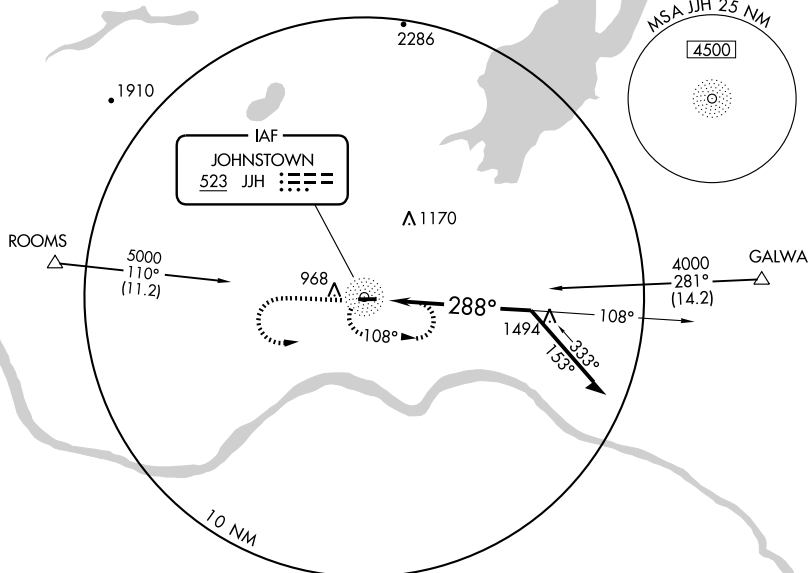 MSA JJH 25 NM
4500
2286
1910
IAF
JOHNSTOWN
523 JJH
1170
ROOMS
5000
110°
(11.2)
968
GALWA
4000
281°
(14.2)
288°
108°
108°
1494
333°
153°
10 NM